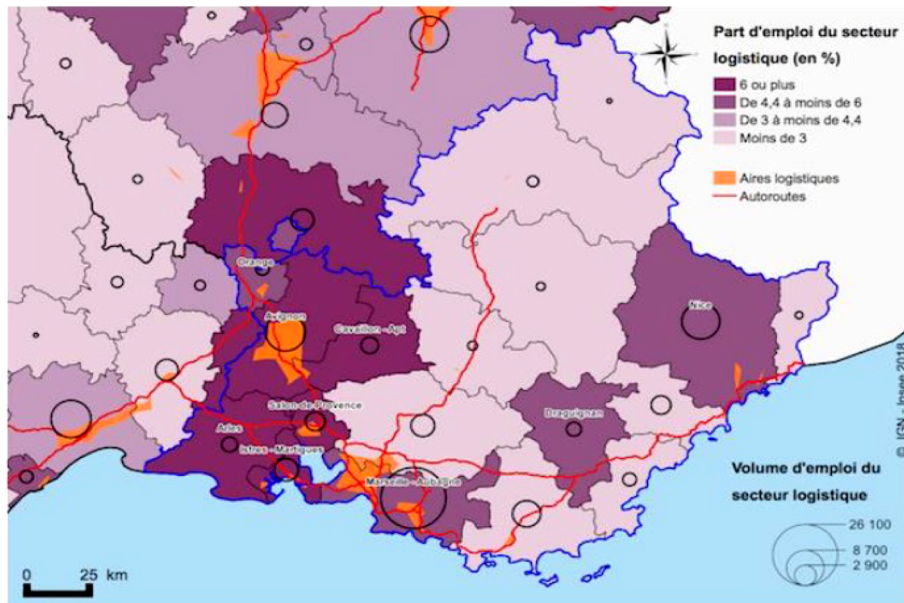 Part d'emploi du secteur
logistique (en %)
6 ou plus
De 4,4 à moins de 6
De 3 à moins de 4,4
Moins de 3
Aires logistiques
Autoroutes
Orange
Avignon
Cavaillon - Apt
Nice
Salon-de-Provence
Draguignan
Arles
Istres - Martigues
Marseille - Aubagne
© IGN - Insee 2018
Volume d'emploi du
secteur logistique
26 100
8 700
2 900
0 25 km